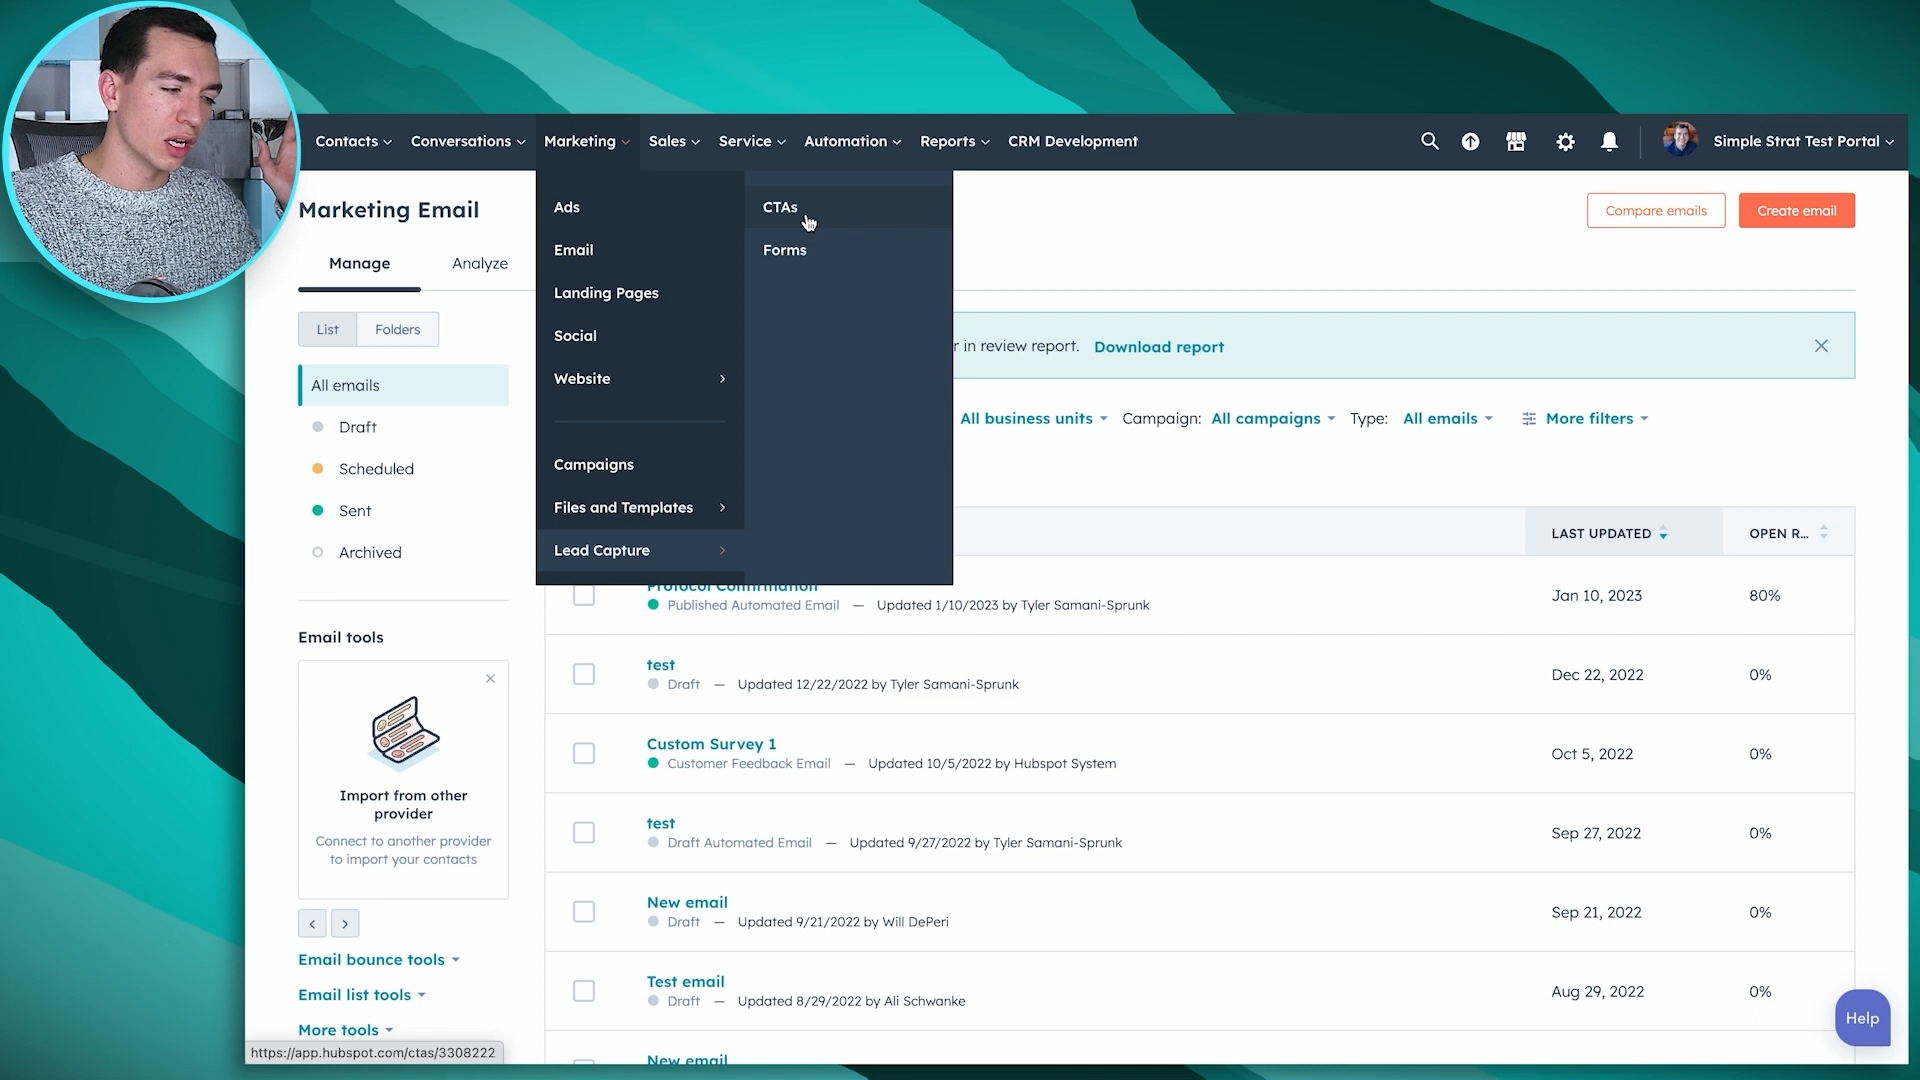 Contacts Conversations Marketing Sales Service Automation Reports CRM Development Simple Strat Test Portal
Marketing Email
Compare emails Create email
Manage Analyze
List Folders
All emails
Draft
Scheduled
Sent
Archived
Email tools
Import from other
provider
Connect to another provider
to import your contacts
Email bounce tools
Email list tools
More tools
https://app.hubspot.com/ctas/3308222
Ads
Email
Landing Pages
Social
Website
Campaigns
Files and Templates
Lead Capture
CTAs
Forms
r in review report. Download report
All business units Campaign: All campaigns Type: All emails More filters
LAST UPDATED OPEN R...
Protocol Confirmation
Published Automated Email — Updated 1/10/2023 by Tyler Samani-Sprunk
Jan 10, 2023 80%
test
Draft — Updated 12/22/2022 by Tyler Samani-Sprunk
Dec 22, 2022 0%
Custom Survey 1
Customer Feedback Email — Updated 10/5/2022 by Hubspot System
Oct 5, 2022 0%
test
Draft Automated Email — Updated 9/27/2022 by Tyler Samani-Sprunk
Sep 27, 2022 0%
New email
Draft — Updated 9/21/2022 by Will DePeri
Sep 21, 2022 0%
Test email
Draft — Updated 8/29/2022 by Ali Schwanke
Aug 29, 2022 0%
New email
Help